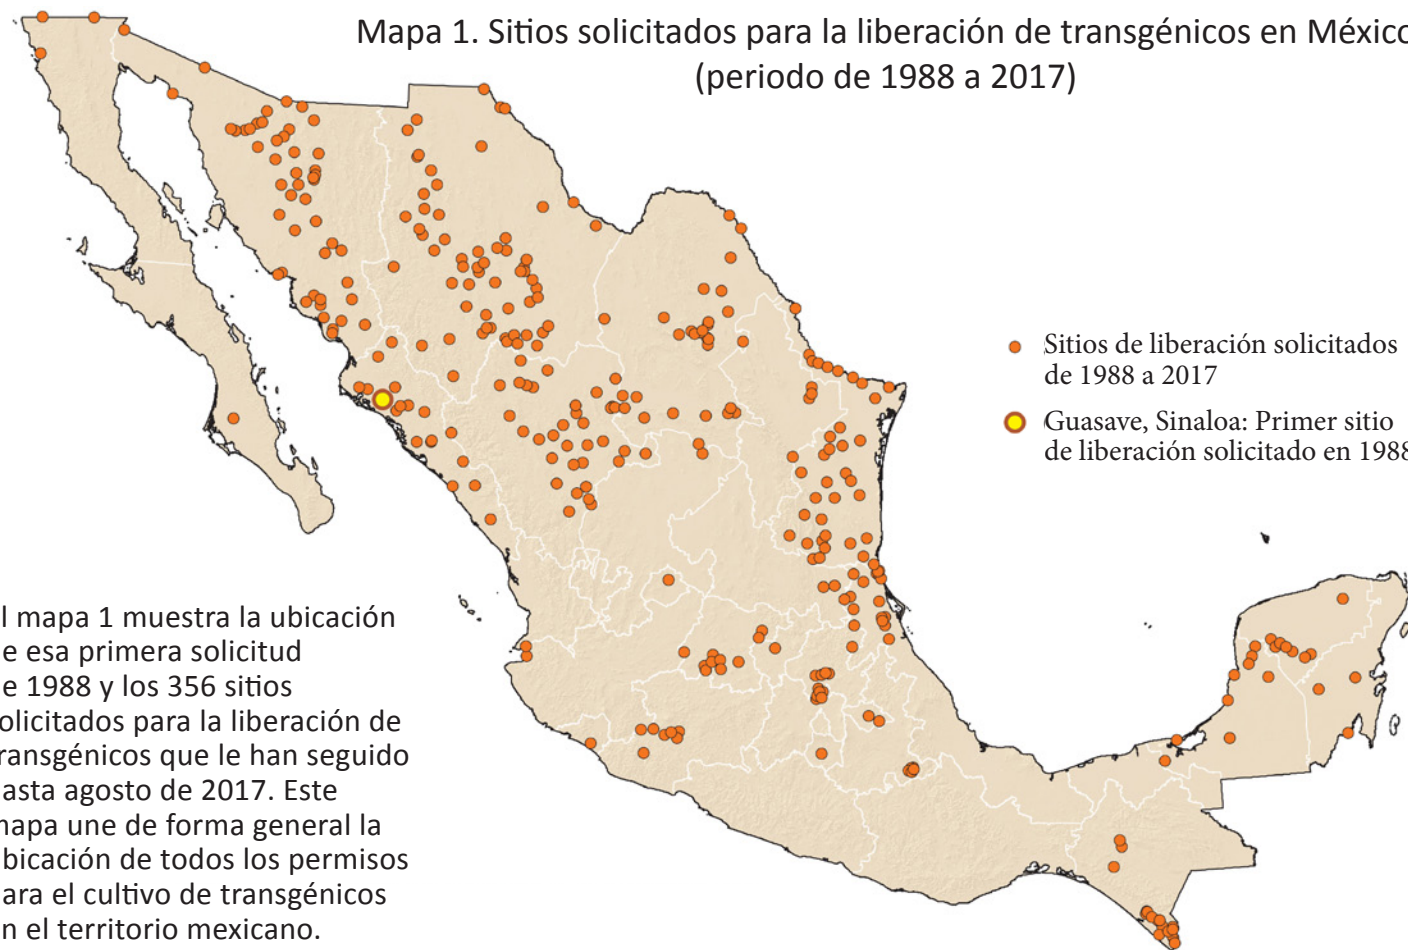 Mapa 1. Sitios solicitados para la liberación de transgénicos en México
(periodo de 1988 a 2017)
Sitios de liberación solicitados
de 1988 a 2017
Guasave, Sinaloa: Primer sitio
de liberación solicitado en 1988
l mapa 1 muestra la ubicación
e esa primera solicitud
e 1988 y los 356 sitios
olicitados para la liberación de
ransgénicos que le han seguido
asta agosto de 2017. Este
mapa une de forma general la
bicación de todos los permisos
ara el cultivo de transgénicos
n el territorio mexicano.